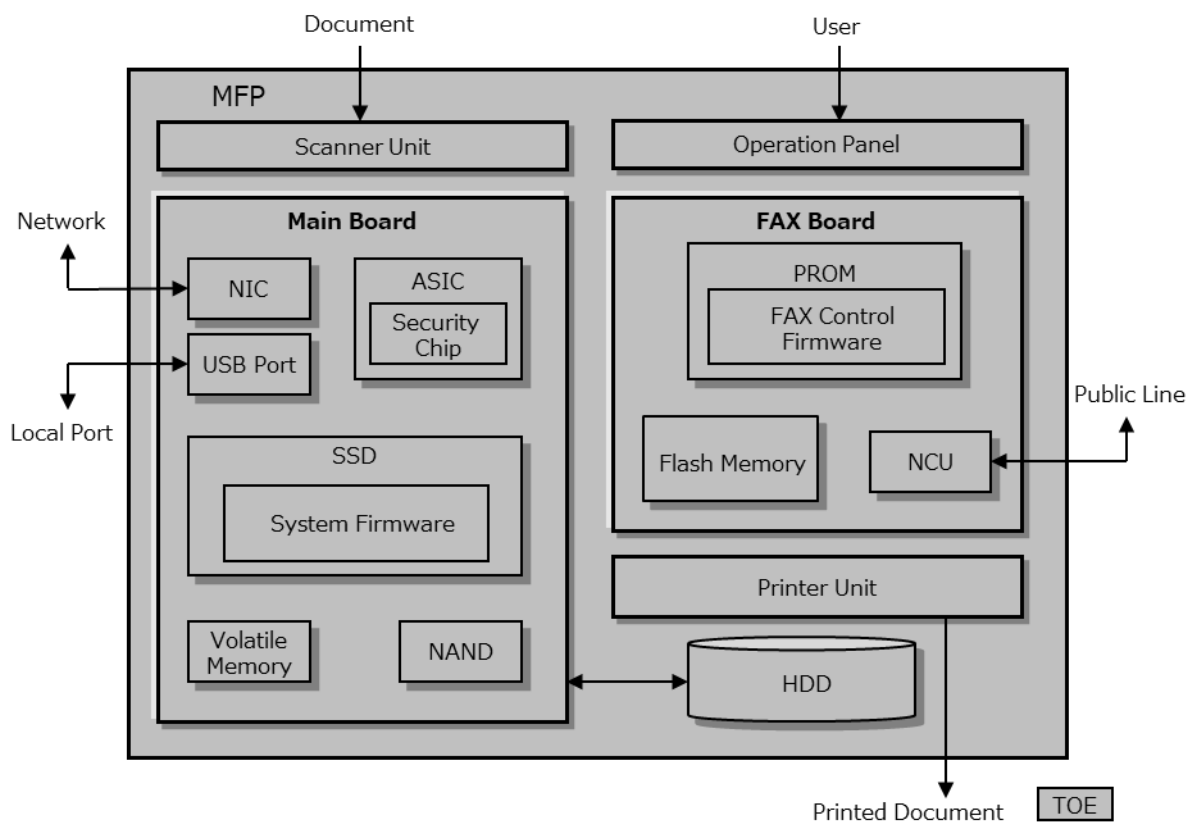 Document
User
MFP
Scanner Unit
Operation Panel
Network
Main Board
NIC
ASIC
Security
Chip
USB Port
Local Port
SSD
System Firmware
Volatile
Memory
NAND
FAX Board
PROM
FAX Control
Firmware
Public Line
Flash Memory
NCU
Printer Unit
HDD
Printed Document
TOE